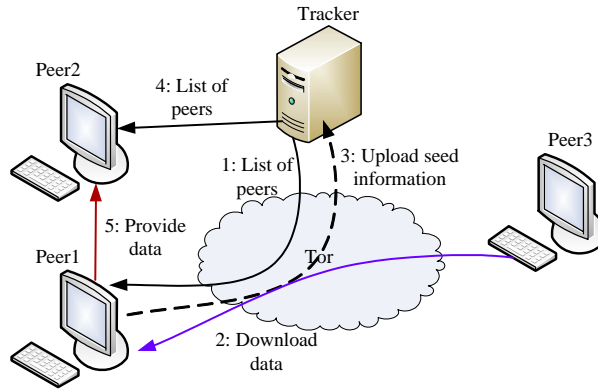 Tracker
Peer2
4: List of
peers
1: List of
peers
3: Upload seed
information
Peer3
5: Provide
data
Tor
Peer1
2: Download
data